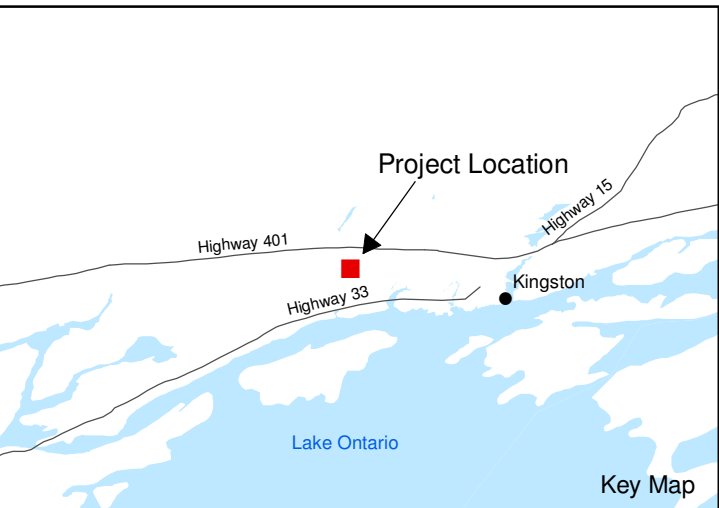 Project Location
Highway 15
Highway 401
Kingston
Highway 33
Lake Ontario
Key Map